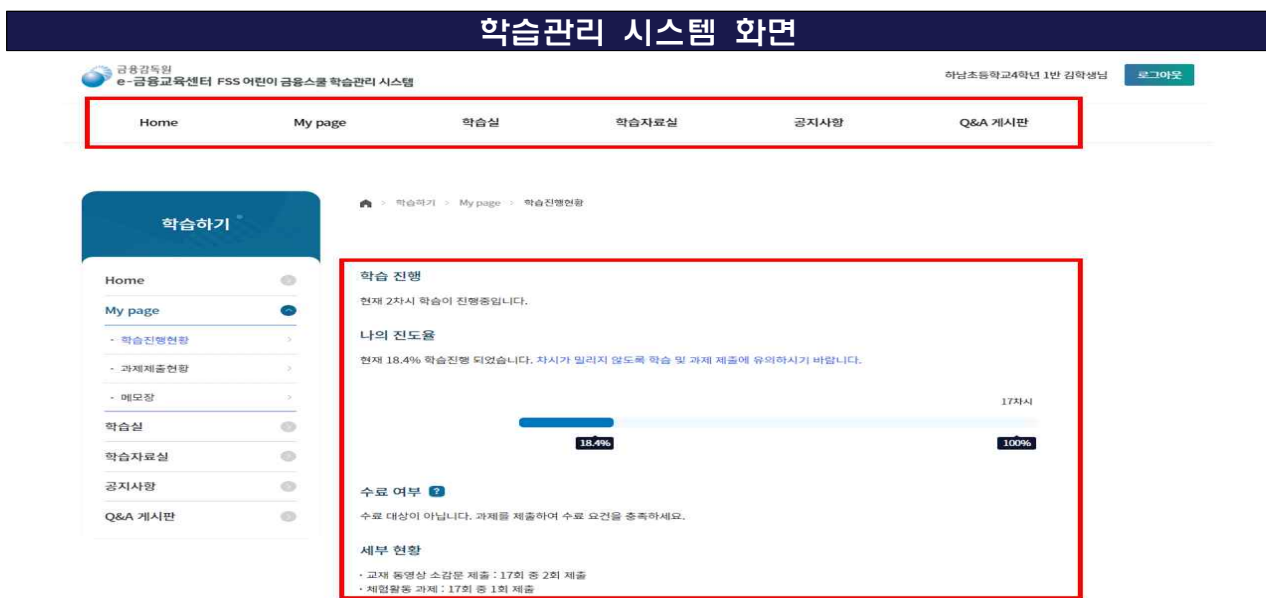 학습관리 시스템 화면
금융감독원
e-금융교육센터 FSS 어린이 금융스쿨 학습관리 시스템
하남초등학교4학년 1반 김학생님
로그아웃
Home My page 학습실 학습자료실 공지사항 Q&A 게시판
학습하기
> 학습하기 > My page > 학습진행현황
Home
My page
· 학습진행현황
· 과제제출현황
· 메모장
학습실
학습자료실
공지사항
Q&A 게시판
학습 진행
현재 2차시 학습이 진행중입니다.
나의 진도율
현재 18.4% 학습진행 되었습니다. 차시가 밀리지 않도록 학습 및 과제 제출에 유의하시기 바랍니다.
17차시
18.4% 100%
수료 여부 ?
수료 대상이 아닙니다. 과제를 제출하여 수료 요건을 충족하세요.
세부 현황
· 교재 동영상 소감문 제출 : 17회 중 2회 제출
· 체험활동 과제 : 17회 중 1회 제출